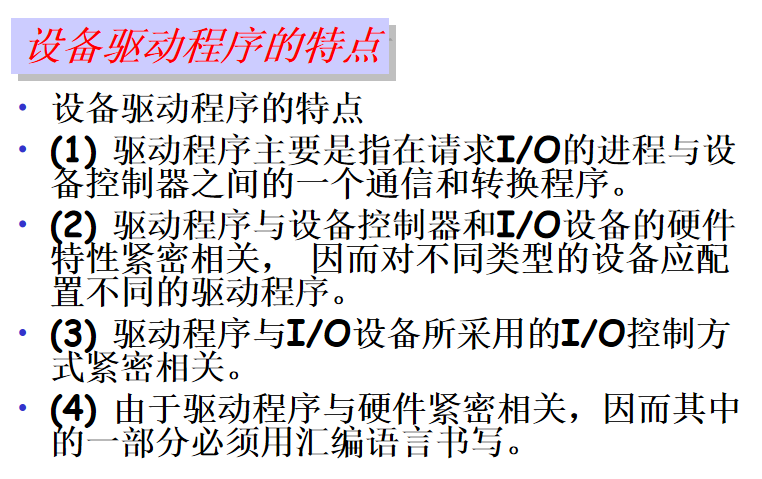 设备驱动程序的特点
• 设备驱动程序的特点
• (1) 驱动程序主要是指在请求I/O的进程与设
备控制器之间的一个通信和转换程序。
• (2) 驱动程序与设备控制器和I/O设备的硬件
特性紧密相关， 因而对不同类型的设备应配
置不同的驱动程序。
• (3) 驱动程序与I/O设备所采用的I/O控制方
式紧密相关。
• (4) 由于驱动程序与硬件紧密相关，因而其中
的一部分必须用汇编语言书写。